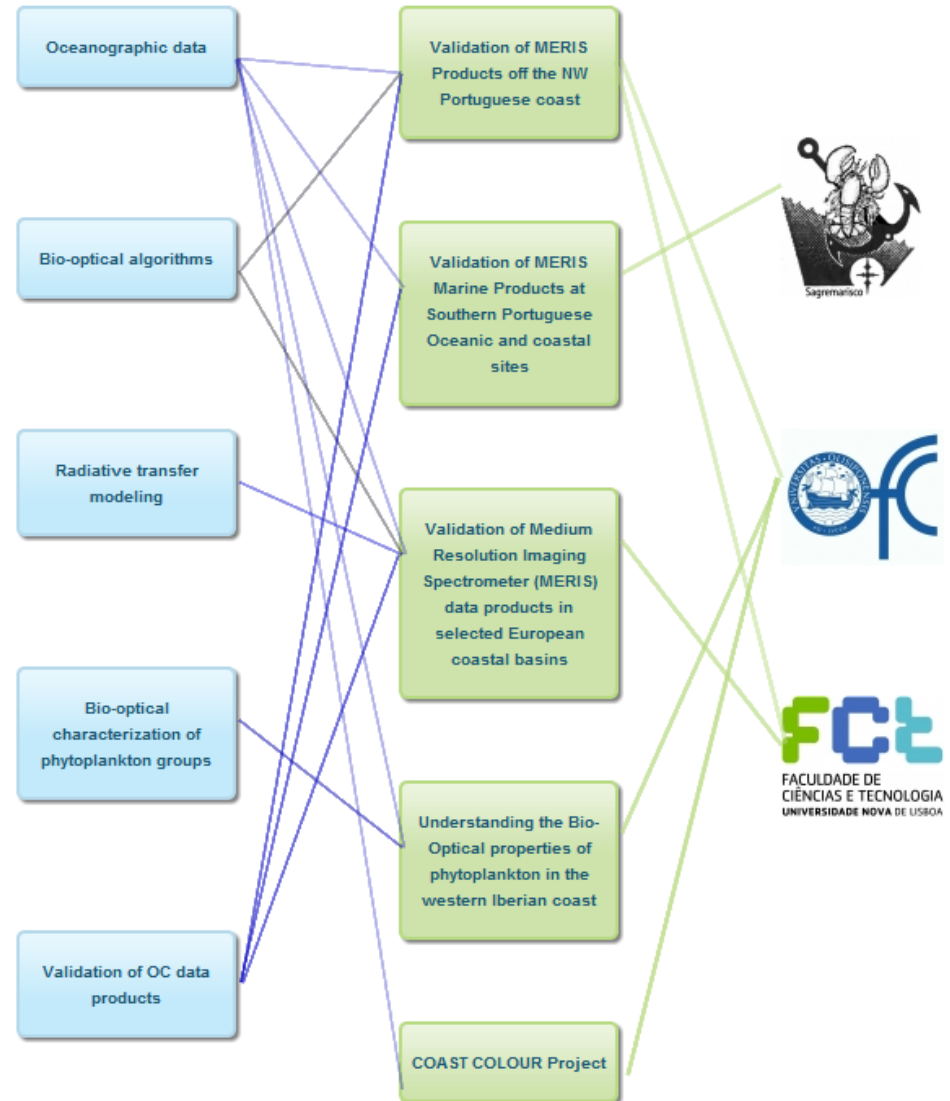 Oceanographic data
Bio-optical algorithms
Radiative transfer
modeling
Bio-optical
characterization of
phytoplankton groups
Validation of OC data
products
Validation of MERIS
Products off the NW
Portuguese coast
Validation of MERIS
Marine Products at
Southern Portuguese
Oceanic and coastal
sites
Validation of Medium
Resolution Imaging
Spectrometer (MERIS)
data products in
selected European
coastal basins
Understanding the Bio-
Optical properties of
phytoplankton in the
western Iberian coast
COAST COLOUR Project
Sagremarisco
UNIVERSITAS · OLISIPONENSIS
fc
FCt
FACULDADE DE
CIÊNCIAS E TECNOLOGIA
UNIVERSIDADE NOVA DE LISBOA